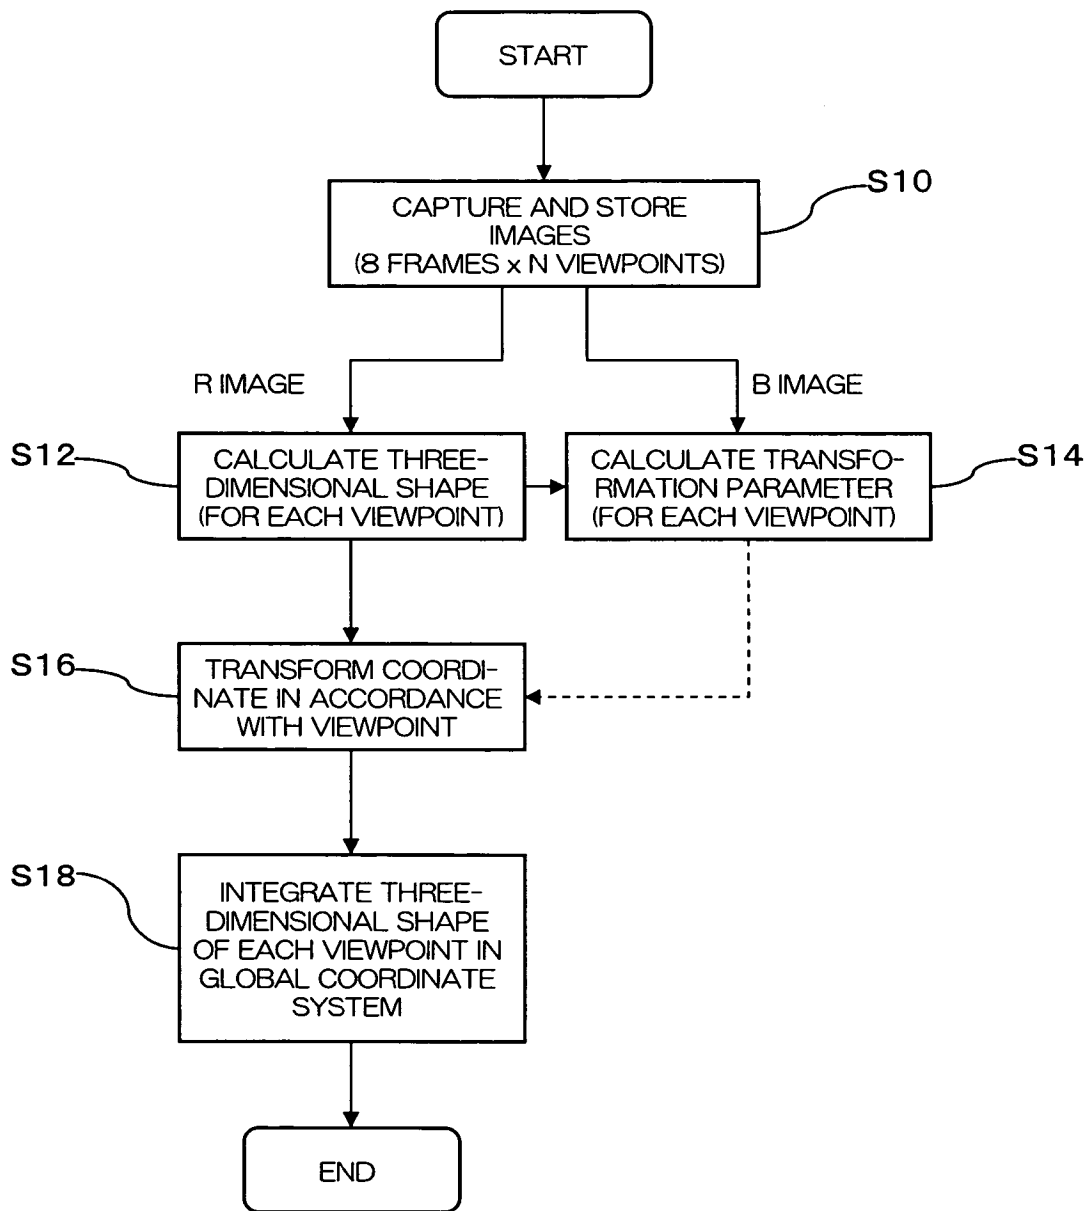 START
S10
CAPTURE AND STORE
IMAGES
(8 FRAMES x N VIEWPOINTS)
R IMAGE
B IMAGE
S12
CALCULATE THREE-
DIMENSIONAL SHAPE
(FOR EACH VIEWPOINT)
CALCULATE TRANSFO-
RMATION PARAMETER
(FOR EACH VIEWPOINT)
S14
S16
TRANSFORM COORDI-
NATE IN ACCORDANCE
WITH VIEWPOINT
S18
INTEGRATE THREE-
DIMENSIONAL SHAPE
OF EACH VIEWPOINT IN
GLOBAL COORDINATE
SYSTEM
END